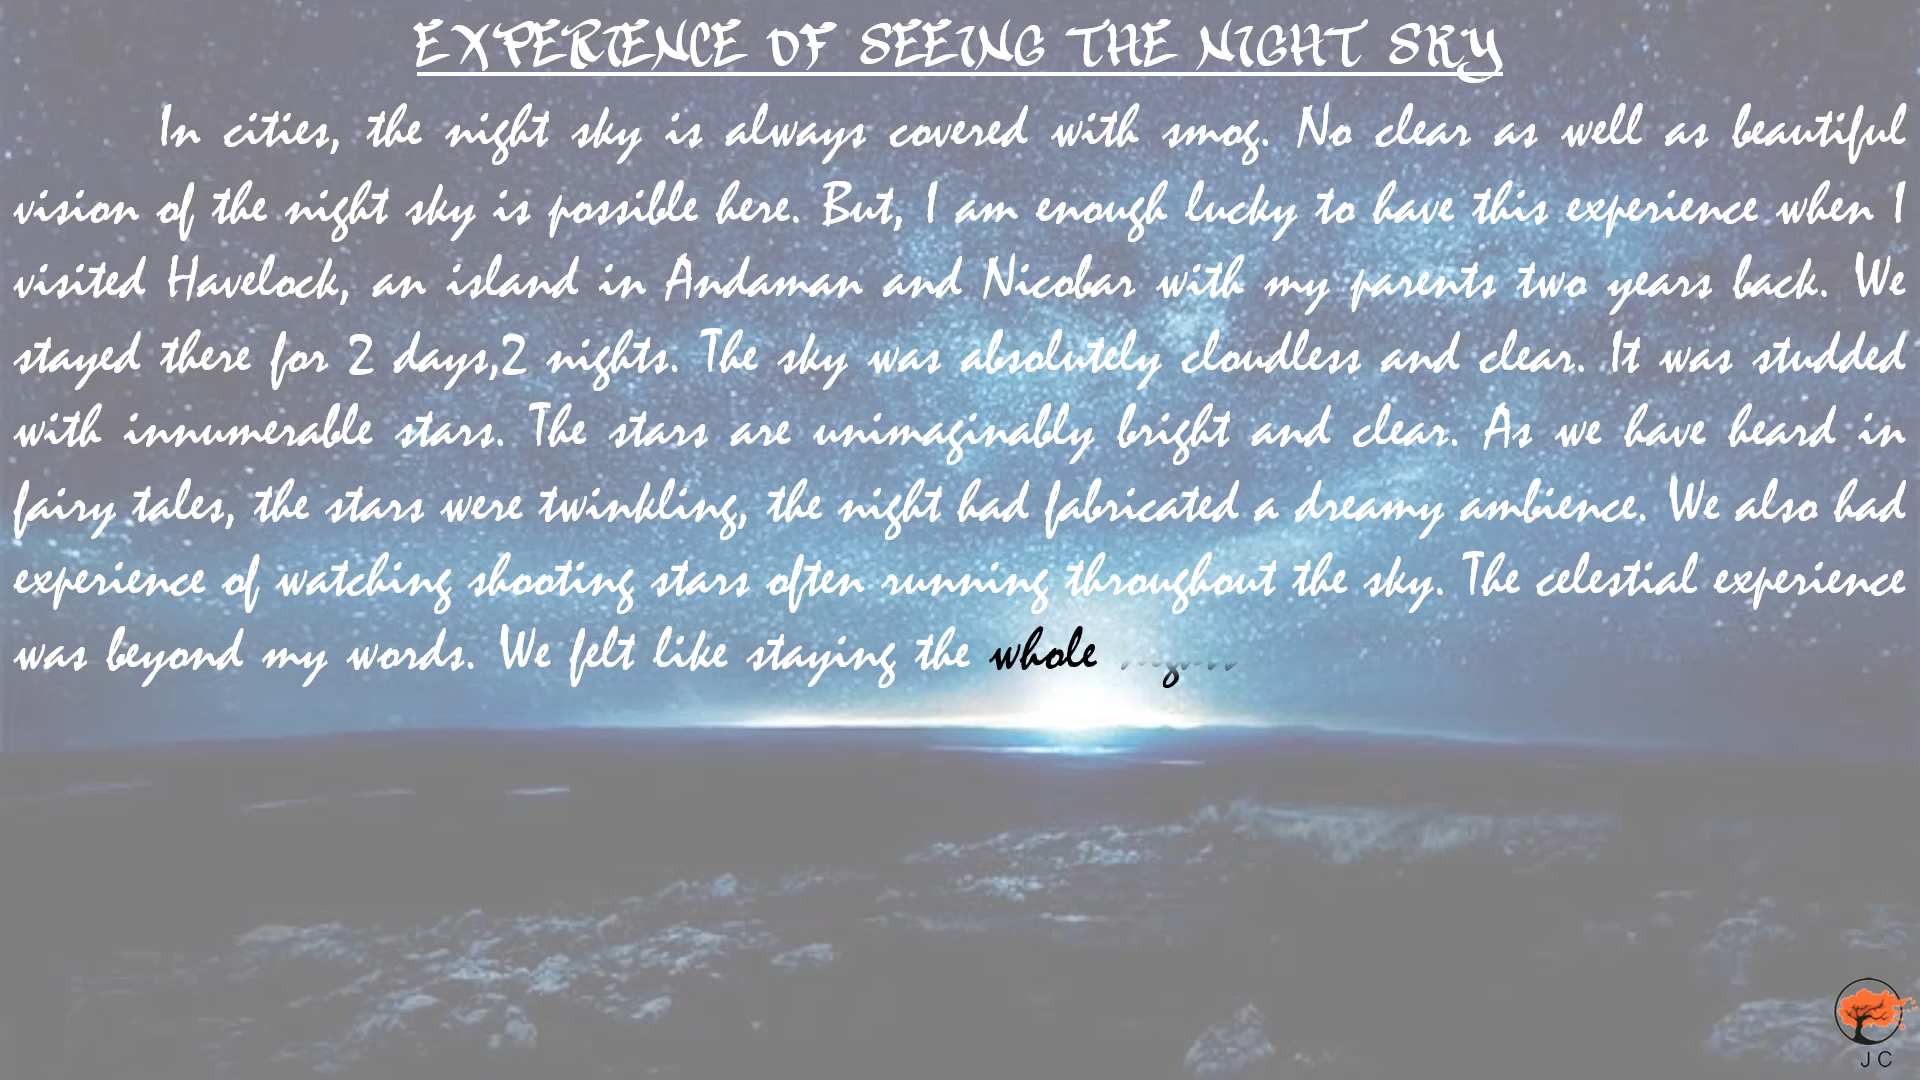 EXPERIENCE OF SEEING THE NIGHT SKY
In cities, the night sky is always covered with smog. No clear as well as beautiful
vision of the night sky is possible here. But, I am enough lucky to have this experience when I
visited Havelock, an island in Andaman and Nicobar with my parents two years back. We
stayed there for 2 days,2 nights. The sky was absolutely cloudless and clear. It was studded
with innumerable stars. The stars are unimaginably bright and clear. As we have heard in
fairy tales, the stars were twinkling, the night had fabricated a dreamy ambience. We also had
experience of watching shooting stars often running throughout the sky. The celestial experience
was beyond my words. We felt like staying the whole
J C